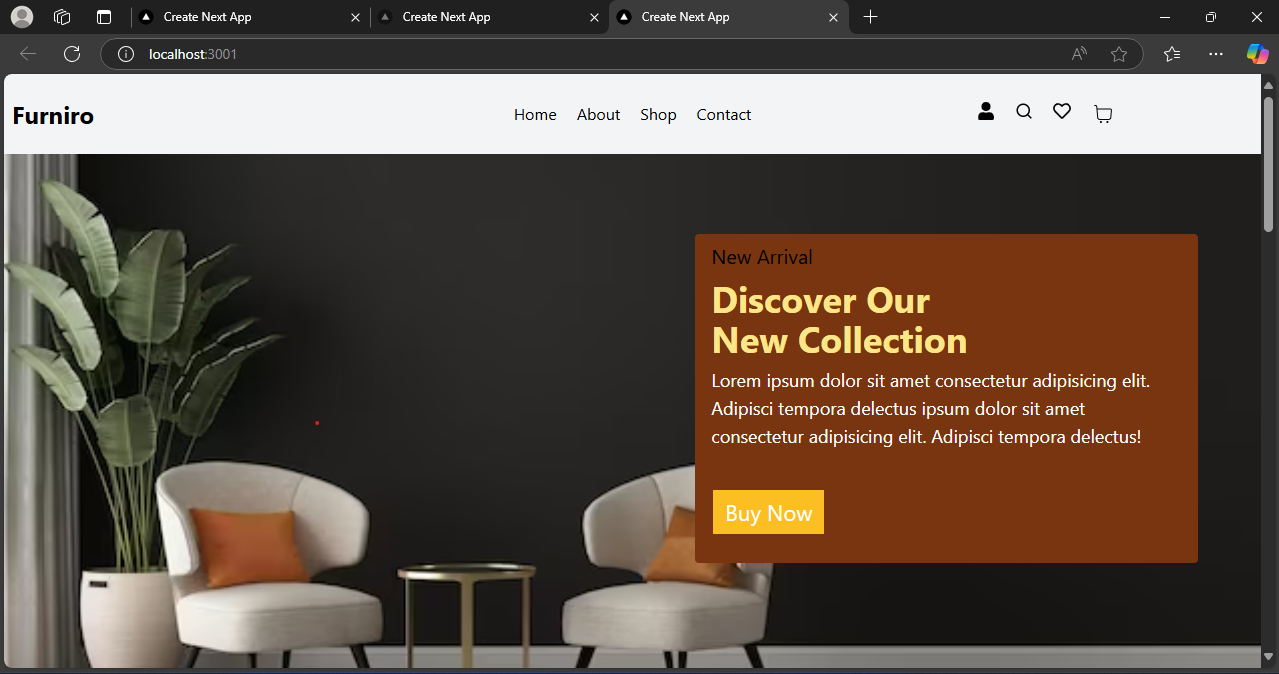 Create Next App
Create Next App
Create Next App
localhost:3001
Furniro
Home About Shop Contact
New Arrival
Discover Our
New Collection
Lorem ipsum dolor sit amet consectetur adipisicing elit.
Adipisci tempora delectus ipsum dolor sit amet
consectetur adipisicing elit. Adipisci tempora delectus!
Buy Now